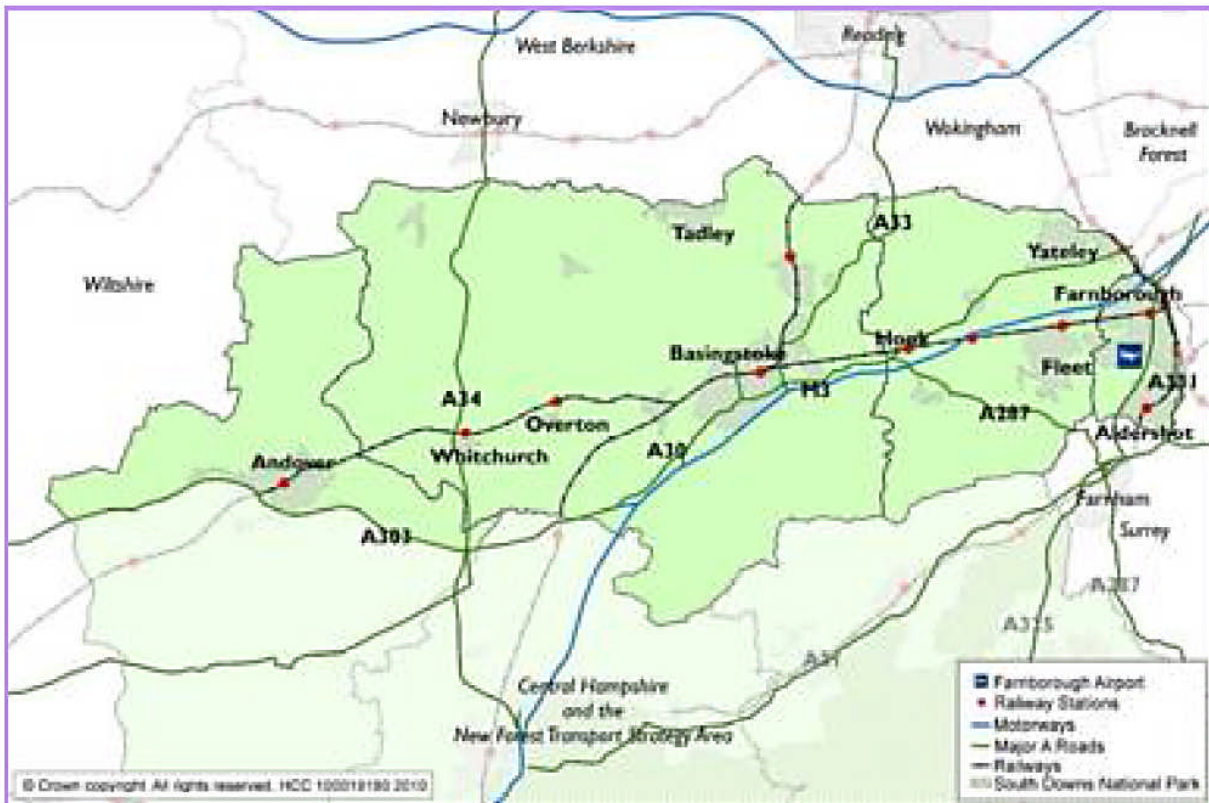 West Berkshire
Reading
Newbury
Wokingham
Bracknell
Forest
Tadley
A33
Yateley
Wiltshire
Farnborough
Basingstoke
Hook
Fleet
M3
A331
A34
Overton
A287
Whitchurch
A30
Aldershot
Andover
Farnham
A303
Surrey
A287
A31
Central Hampshire
and the
New Forest Transport Strategy Area
Farnborough Airport
Railway Stations
Motorways
Major A Roads
Railways
South Downs National Park
© Crown copyright. All rights reserved. HCC 100019180 2010